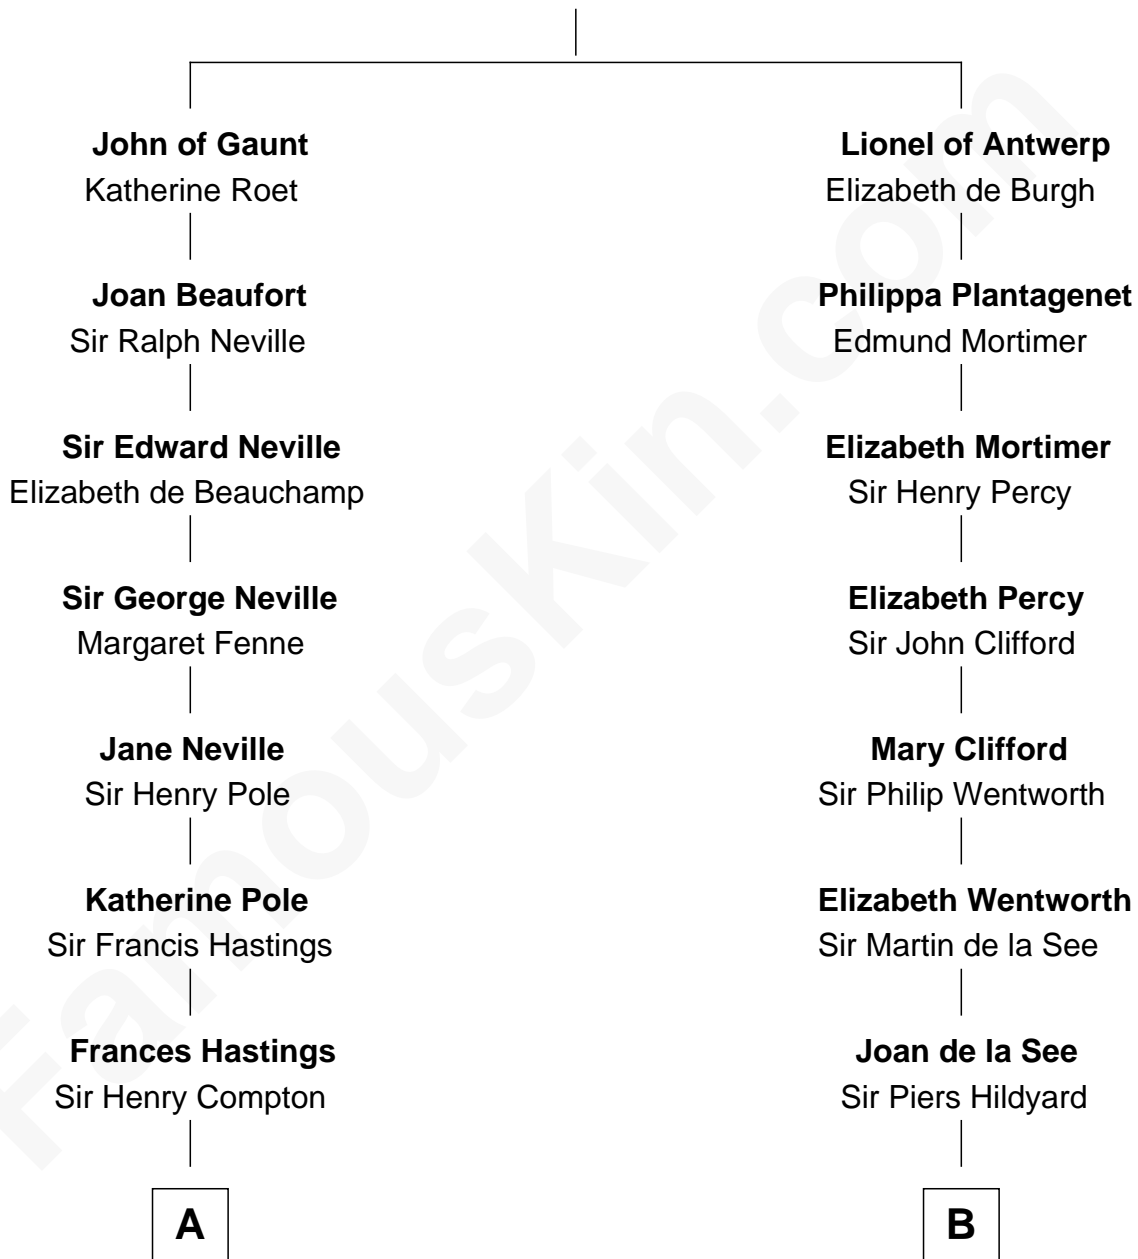 John of Gaunt
Katherine Roet
Joan Beaufort
Sir Ralph Neville
Sir Edward Neville
Elizabeth de Beauchamp
Sir George Neville
Margaret Fenne
Jane Neville
Sir Henry Pole
Katherine Pole
Sir Francis Hastings
Frances Hastings
Sir Henry Compton
A
Lionel of Antwerp
Elizabeth de Burgh
Philippa Plantagenet
Edmund Mortimer
Elizabeth Mortimer
Sir Henry Percy
Elizabeth Percy
Sir John Clifford
Mary Clifford
Sir Philip Wentworth
Elizabeth Wentworth
Sir Martin de la See
Joan de la See
Sir Piers Hildyard
B
FamousKin.com